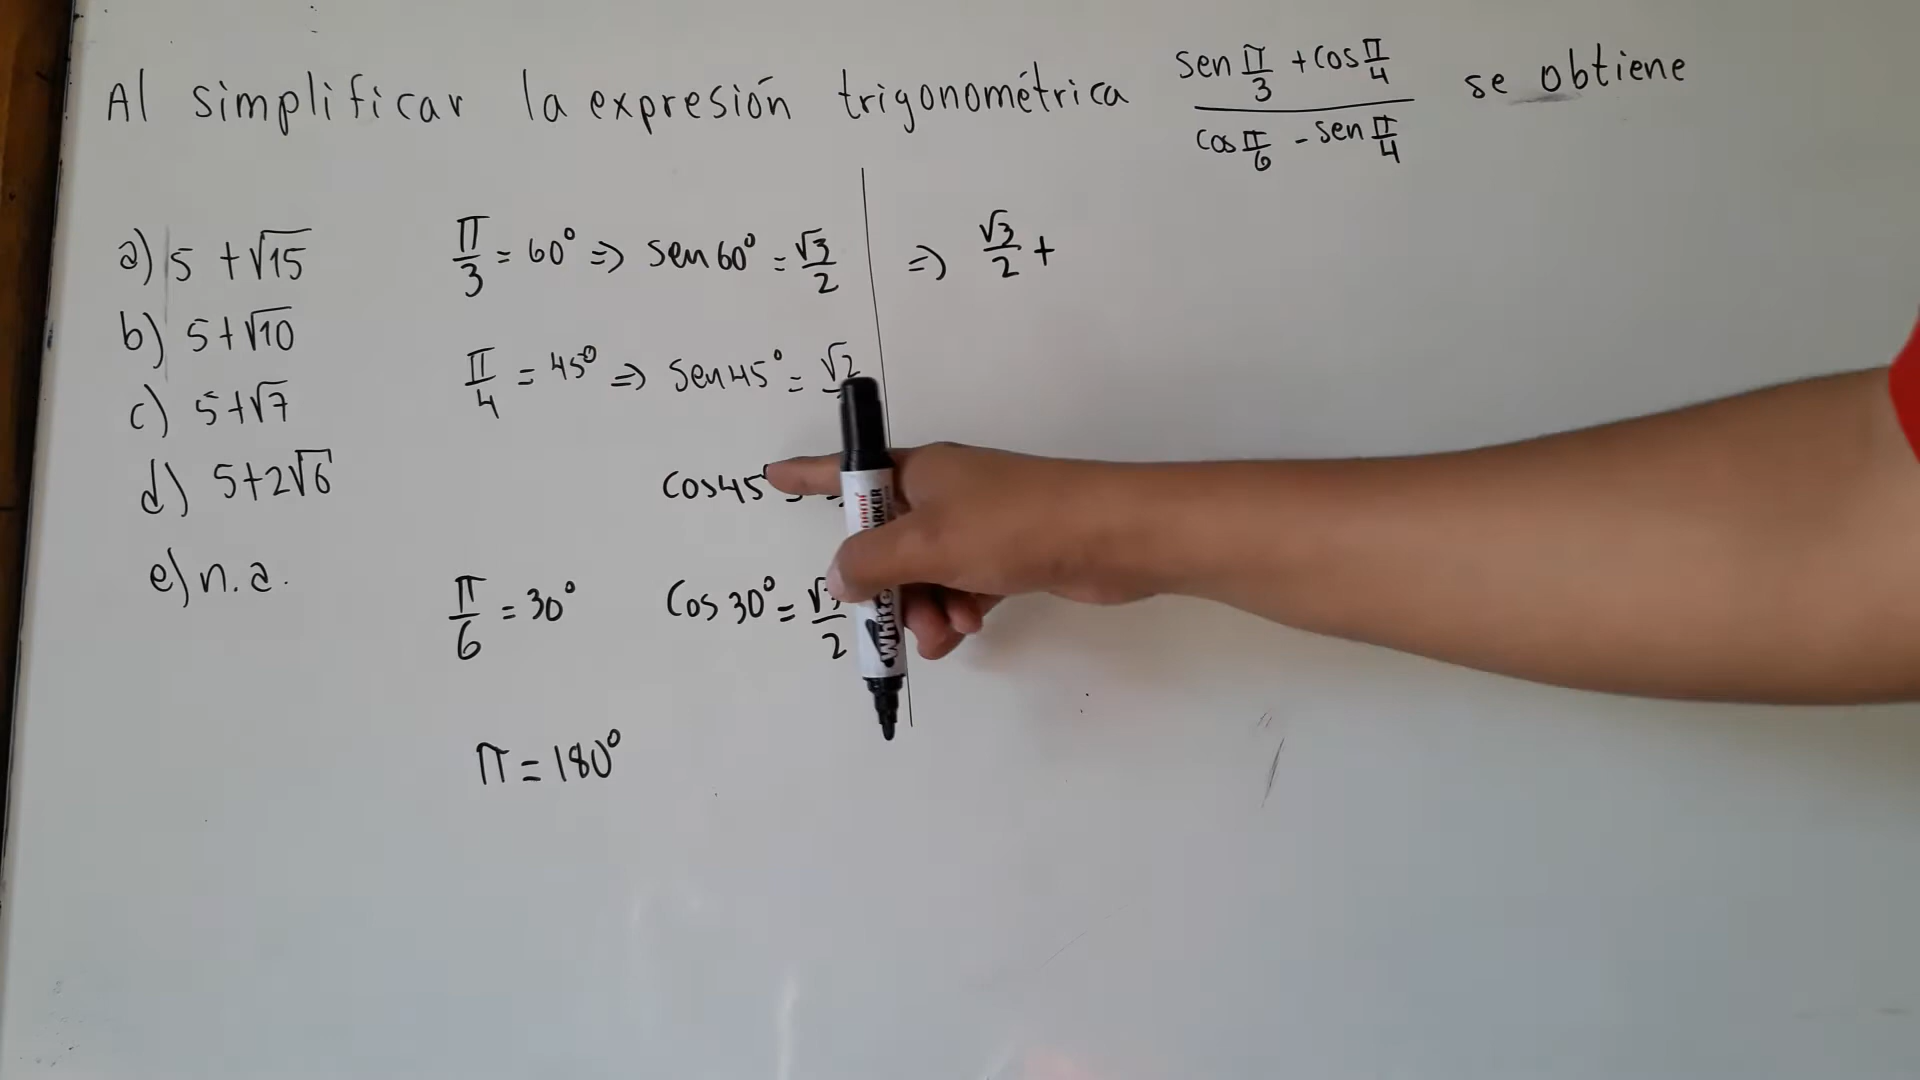 Al simplificar la expresión trigonométrica (sen π/3 + cos π/4)/(cos π/6 - sen π/4) se obtiene
a) 5 + √15
b) 5 + √10
c) 5 + √7
d) 5 + 2√6
e) n.a.
π/3 = 60° ⇒ sen 60° = √3/2
π/4 = 45° ⇒ sen 45° = √2
cos 45°
π/6 = 30° cos 30° = √3/2
π = 180°
⇒ √3/2 +